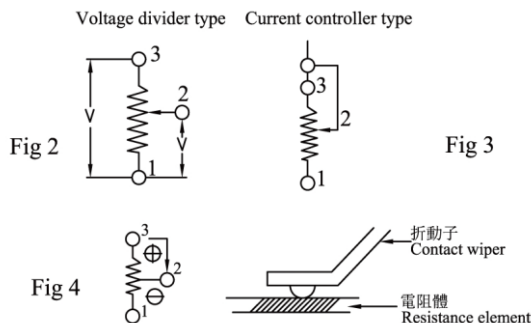 Voltage divider type
Current controller type
3
2
V
V
1
Fig 2
3
2
1
Fig 3
3
⊕
2
⊖
1
Fig 4
折動子
Contact wiper
電阻體
Resistance element